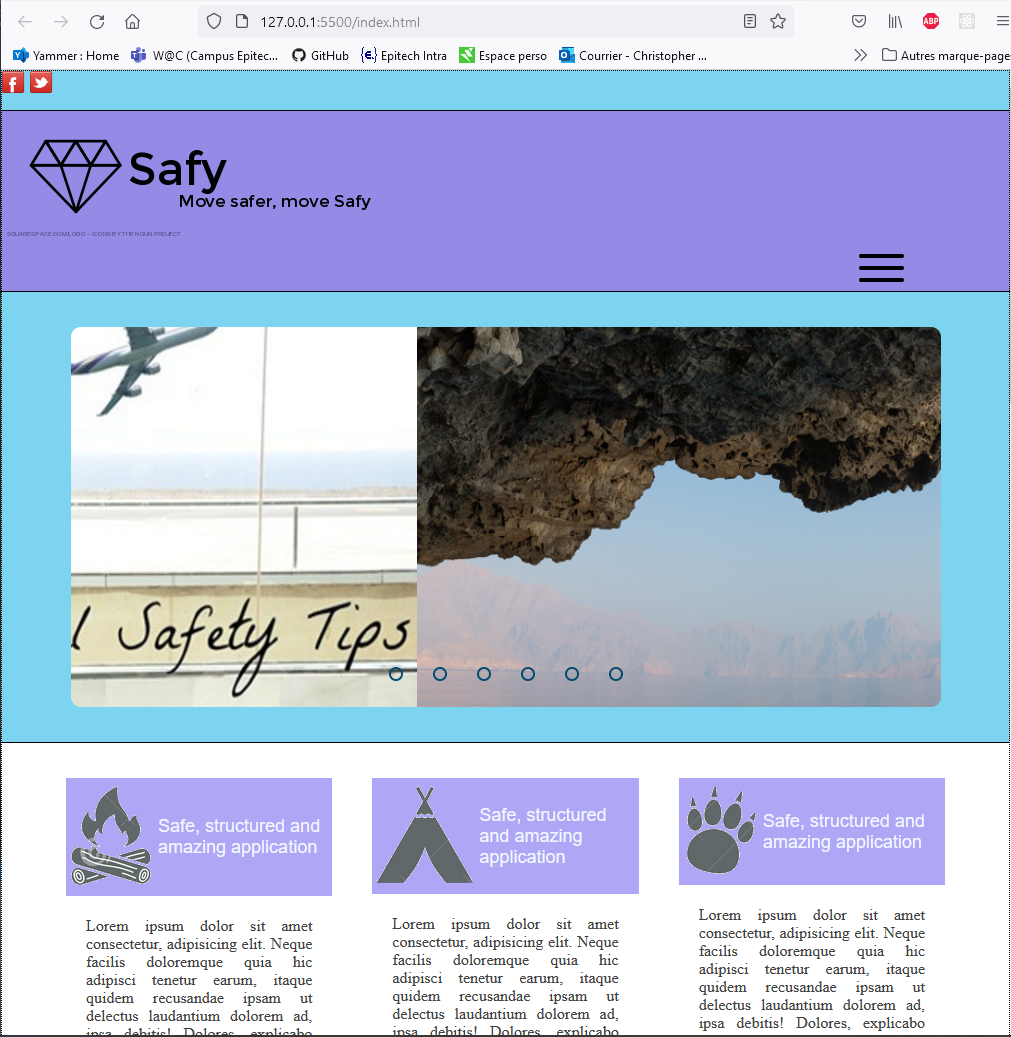 127.0.0.1:5500/index.html
ABP
Yammer : Home
W@C (Campus Epitec...
GitHub
{E.} Epitech Intra
Espace perso
Courrier - Christopher ...
Autres marque-page
Safy
Move safer, move Safy
SQUARESPACE.COM/LOGO – ICONS BY THE NOUN PROJECT
l Safety Tips
Safe, structured and
amazing application
Lorem ipsum dolor sit amet
consectetur, adipisicing elit. Neque
facilis doloremque quia hic
adipisci tenetur earum, itaque
quidem recusandae ipsam ut
delectus laudantium dolorem ad,
ipsa debitis! Dolores, explicabo
Safe, structured
and amazing
application
Lorem ipsum dolor sit amet
consectetur, adipisicing elit. Neque
facilis doloremque quia hic
adipisci tenetur earum, itaque
quidem recusandae ipsam ut
delectus laudantium dolorem ad,
ipsa debitis! Dolores, explicabo
Safe, structured and
amazing application
Lorem ipsum dolor sit amet
consectetur, adipisicing elit. Neque
facilis doloremque quia hic
adipisci tenetur earum, itaque
quidem recusandae ipsam ut
delectus laudantium dolorem ad,
ipsa debitis! Dolores, explicabo